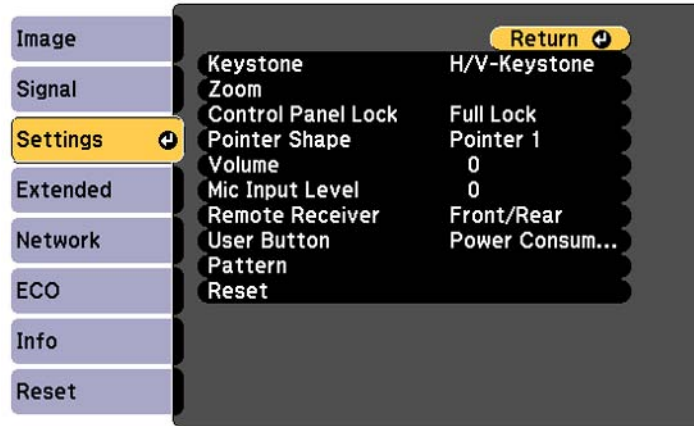 Image
Signal
Settings
Extended
Network
ECO
Info
Reset
Return
Keystone H/V-Keystone
Zoom
Control Panel Lock Full Lock
Pointer Shape Pointer 1
Volume 0
Mic Input Level 0
Remote Receiver Front/Rear
User Button Power Consum...
Pattern
Reset